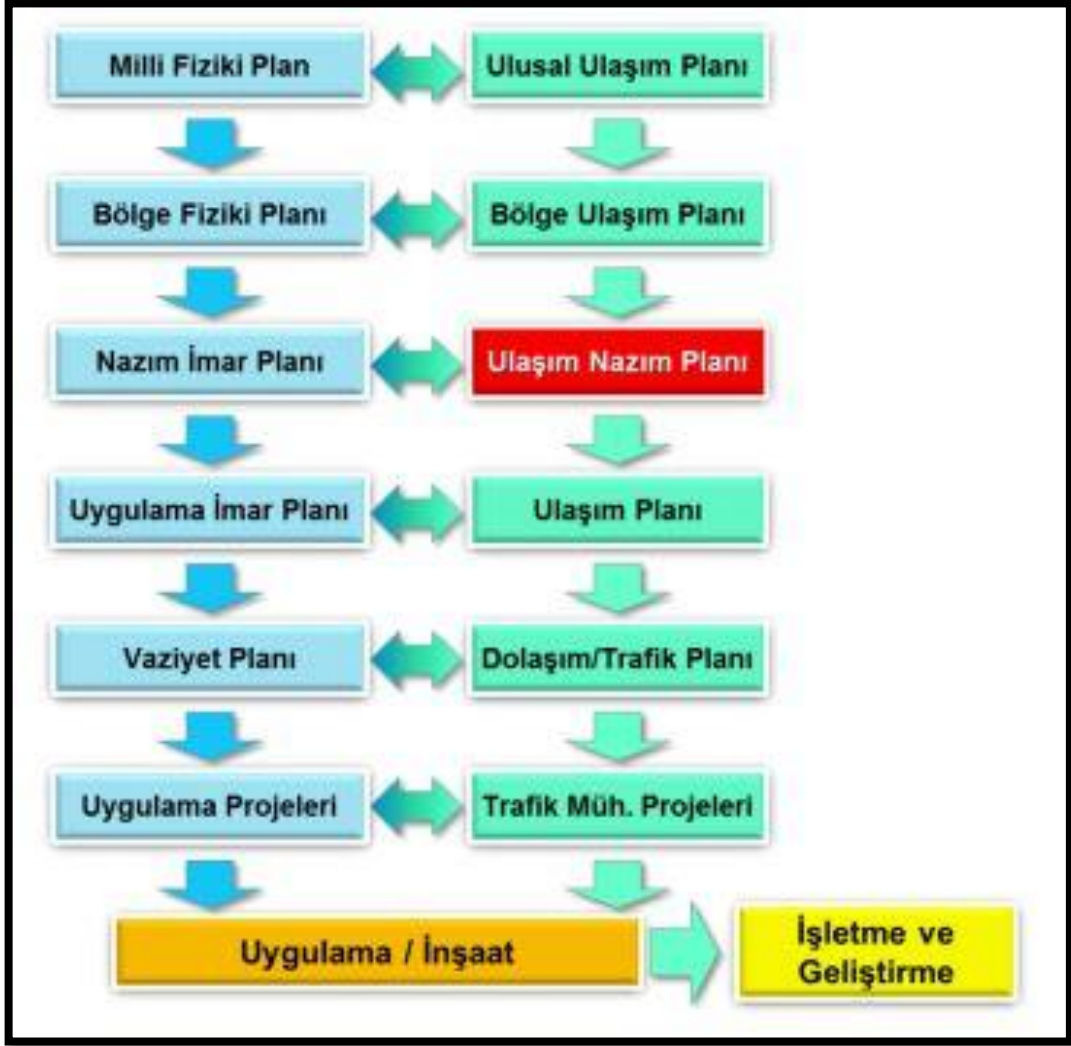 Milli Fiziki Plan
Ulusal Ulaşım Planı
Bölge Fiziki Planı
Bölge Ulaşım Planı
Nazım İmar Planı
Ulaşım Nazım Planı
Uygulama İmar Planı
Ulaşım Planı
Vaziyet Planı
Dolaşım/Trafik Planı
Uygulama Projeleri
Trafik Müh. Projeleri
Uygulama / İnşaat
İşletme ve
Geliştirme